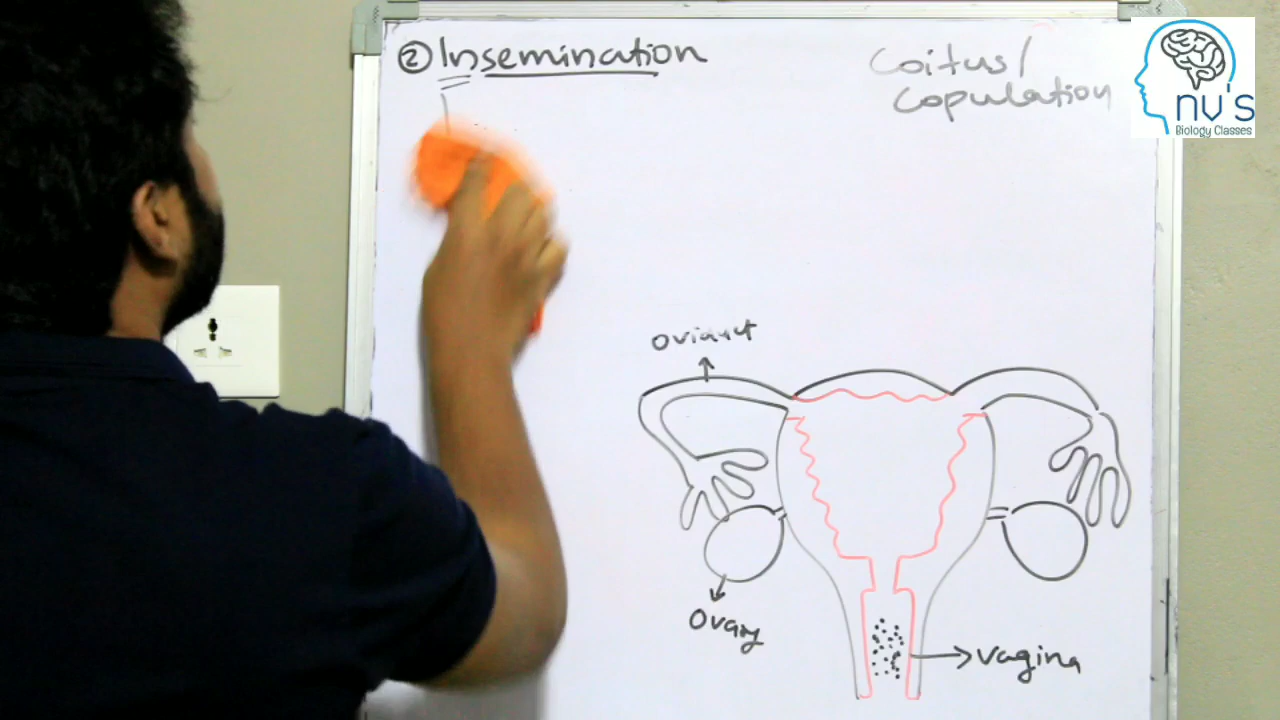 ② Insemination
Coitus/
Copulation
nv's
Biology Classes
Oviduct
Ovary
Vagina